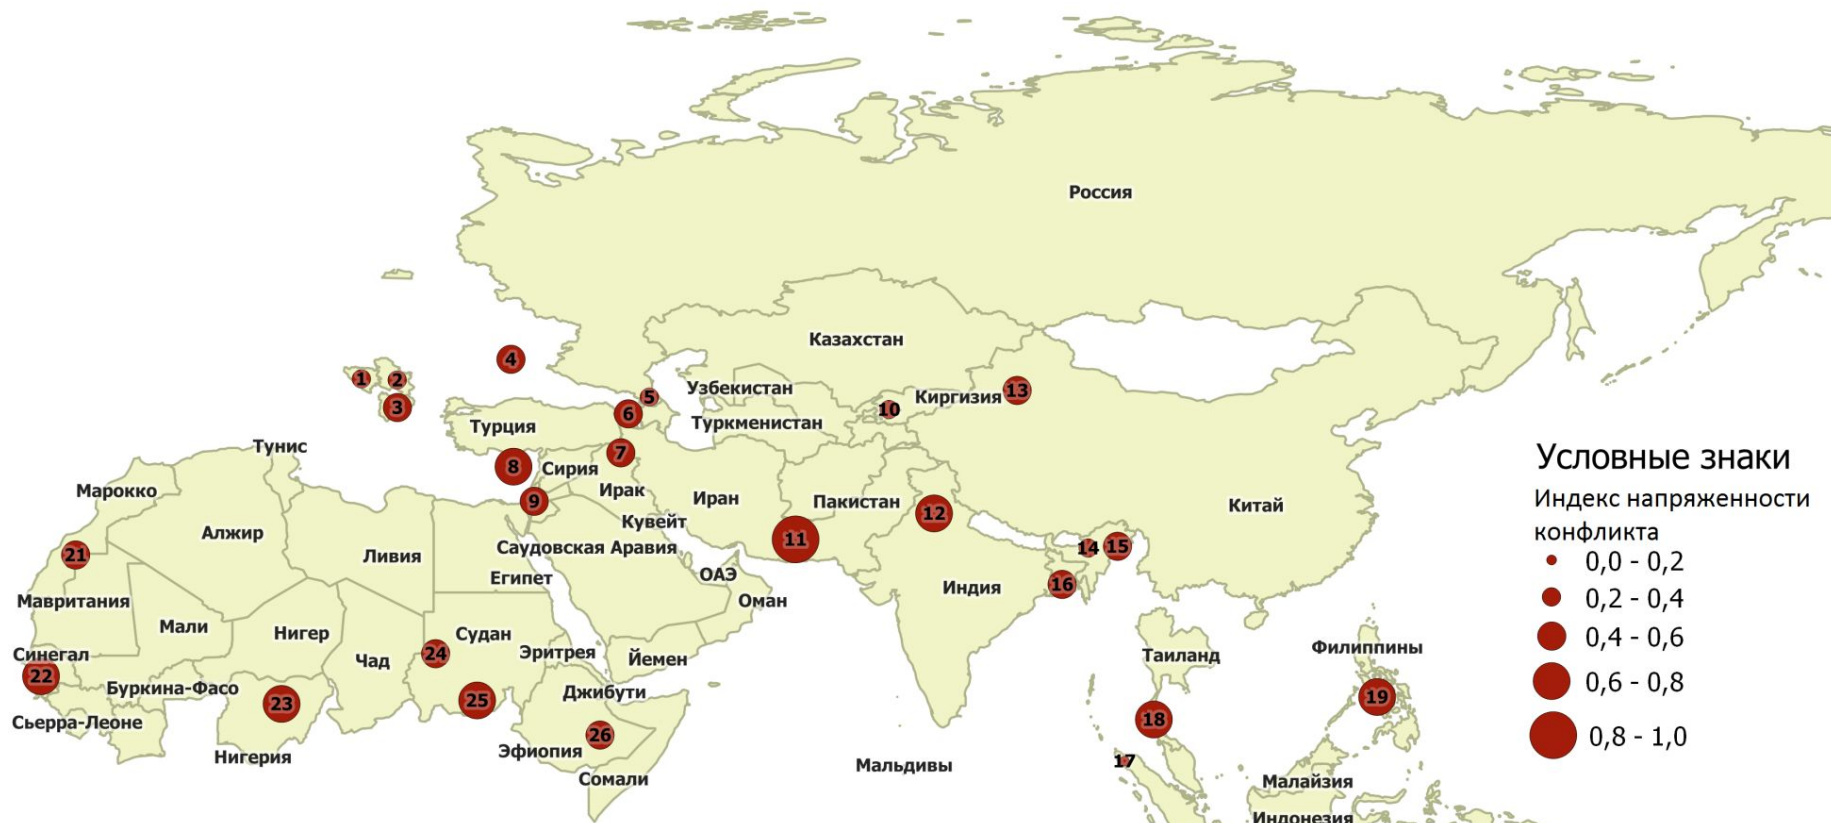 Россия
Казахстан
4
1
2
3
5
Узбекистан
13
Киргизия
10
6
Туркменистан
Турция
7
Тунис
8
Сирия
Марокко
Ирак
Иран
Пакистан
9
Китай
12
Кувейт
Алжир
11
Саудовская Аравия
14
15
21
Ливия
ОАЭ
Египет
16
Индия
Мавритания
Оман
Мали
Нигер
Судан
Филиппины
24
Эритрея
Синегал
Чад
Йемен
Таиланд
22
Буркина-Фасо
Джибути
19
25
23
Сьерра-Леоне
18
26
Эфиопия
Нигерия
17
Мальдивы
Сомали
Малайзия
Индонезия
Условные знаки
Индекс напряженности
конфликта
0,0 - 0,2
0,2 - 0,4
0,4 - 0,6
0,6 - 0,8
0,8 - 1,0